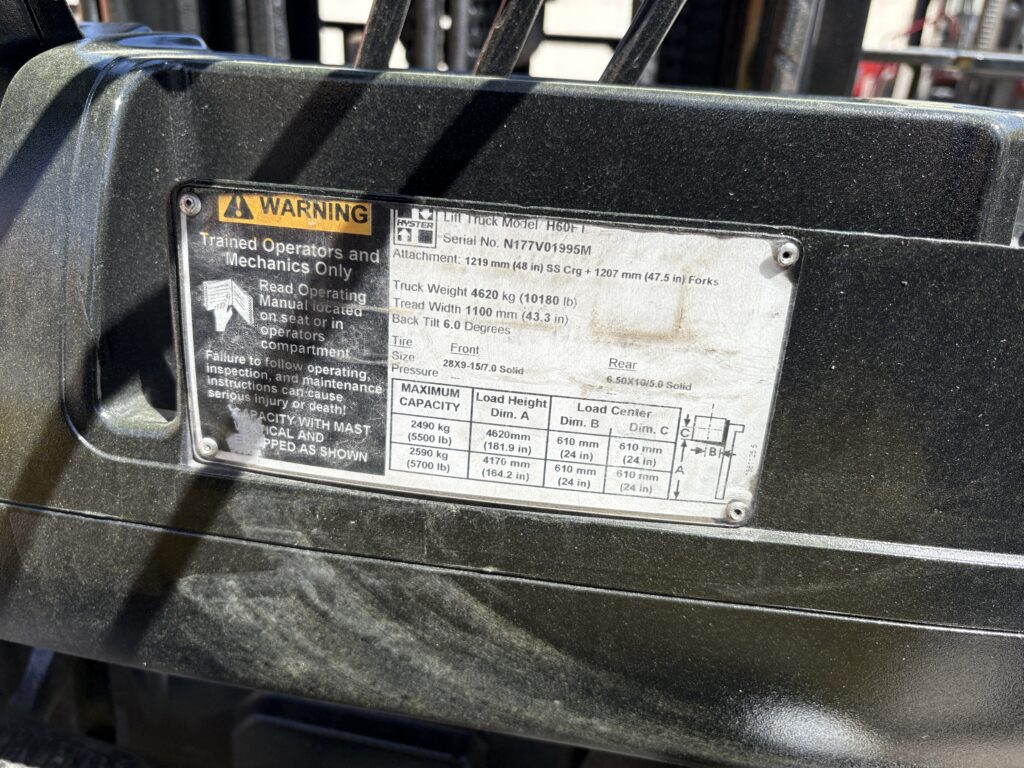 WARNING
Trained Operators and
Mechanics Only
Read Operating
Manual located
on seat or in
operators
compartment
Failure to follow operating,
inspection, and maintenance
instructions can cause
serious injury or death!
CAPACITY WITH MAST
AND
AS SHOWN
HYSTER
Lift Truck Model H60FT
Serial No. N177V01995M
Attachment: 1219 mm (48 in) SS Crg + 1207 mm (47.5 in) Forks
Truck Weight 4620 kg (10180 lb)
Tread Width 1100 mm (43.3 in)
Back Tilt 6.0 Degrees
Tire Front Rear
Size 28X9-15/7.0 Solid 6.50X10/5.0 Solid
Pressure
MAXIMUM CAPACITY Load Height Dim. A Load Center Dim. B Dim. C
2490 kg 4620mm 610 mm 610 mm
(5500 lb) (181.9 in) (24 in) (24 in)
2590 kg 4170 mm 610 mm 610 mm
(5700 lb) (164.2 in) (24 in) (24 in)
C
B
A